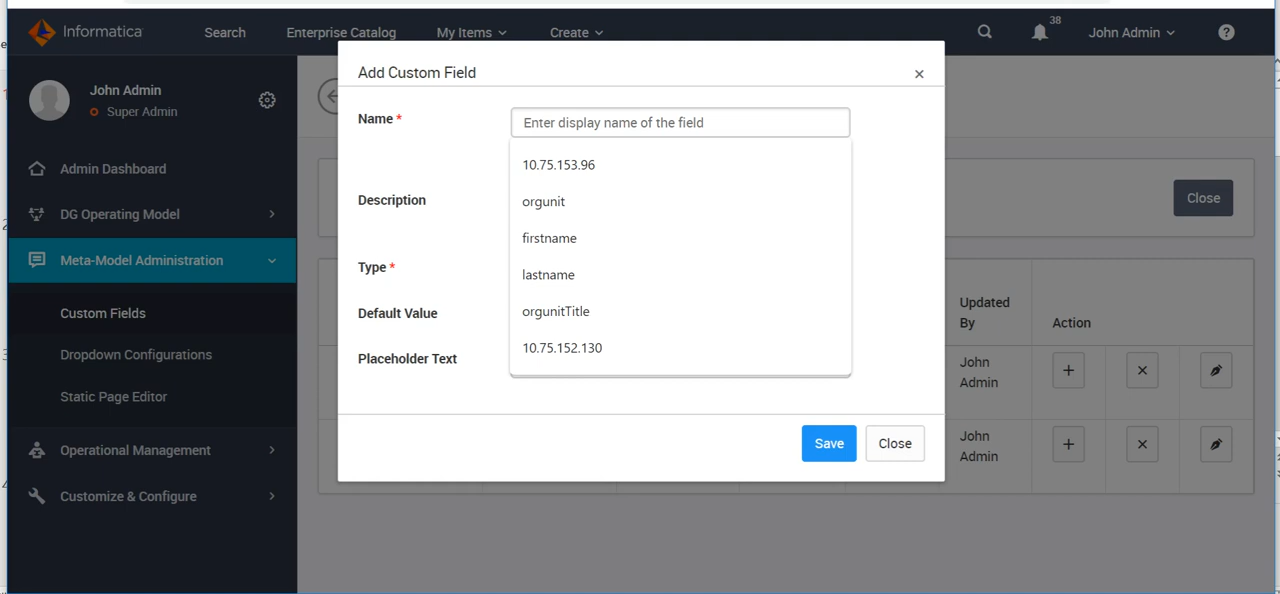 Informatica
Search
Enterprise Catalog
My Items
Create
38
John Admin
?
John Admin
Super Admin
Admin Dashboard
DG Operating Model
Meta-Model Administration
Custom Fields
Dropdown Configurations
Static Page Editor
Operational Management
Customize & Configure
Add Custom Field
×
Name *
Enter display name of the field
10.75.153.96
orgunit
firstname
lastname
orgunitTitle
10.75.152.130
Description
Type *
Default Value
Placeholder Text
Save
Close
Close
Updated
By
Action
John
Admin
John
Admin